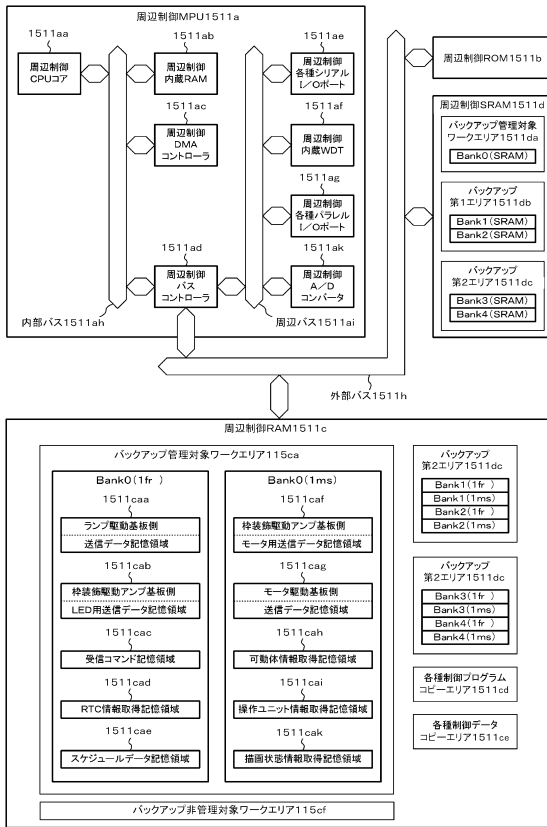 周辺制御MPU1511a
1511aa
周辺制御
CPUコア
1511ab
周辺制御
内蔵RAM
1511ac
周辺制御
DMA
コントローラ
1511ad
周辺制御
バス
コントローラ
1511ae
周辺制御
各種シリアル
I/Oポート
1511af
周辺制御
内蔵WDT
1511ag
周辺制御
各種パラレル
I/Oポート
1511ak
周辺制御
A/D
コンバータ
内部バス1511ah
周辺バス1511ai
周辺制御ROM1511b
周辺制御SRAM1511d
バックアップ管理対象
ワークエリア1511da
Bank0(SRAM)
バックアップ
第1エリア1511db
Bank1(SRAM)
Bank2(SRAM)
バックアップ
第2エリア1511dc
Bank3(SRAM)
Bank4(SRAM)
外部バス1511h
周辺制御RAM1511c
バックアップ管理対象ワークエリア115ca
Bank0(1fr )
1511caa
ランプ駆動基板側
送信データ記憶領域
1511cab
枠装飾駆動アンプ基板側
LED用送信データ記憶領域
1511cac
受信コマンド記憶領域
1511cad
RTC情報取得記憶領域
1511cae
スケジュールデータ記憶領域
Bank0(1ms)
1511caf
枠装飾駆動アンプ基板側
モータ用送信データ記憶領域
1511cag
モータ駆動基板側
送信データ記憶領域
1511cah
可動体情報取得記憶領域
1511cai
操作ユニット情報取得記憶領域
1511cak
描画状態情報取得記憶領域
バックアップ
第2エリア1511dc
Bank1(1fr )
Bank1(1ms)
Bank2(1fr )
Bank2(1ms)
バックアップ
第2エリア1511dc
Bank3(1fr )
Bank3(1ms)
Bank4(1fr )
Bank4(1ms)
各種制御プログラム
コピーエリア1511cd
各種制御データ
コピーエリア1511ce
バックアップ非管理対象ワークエリア115cf